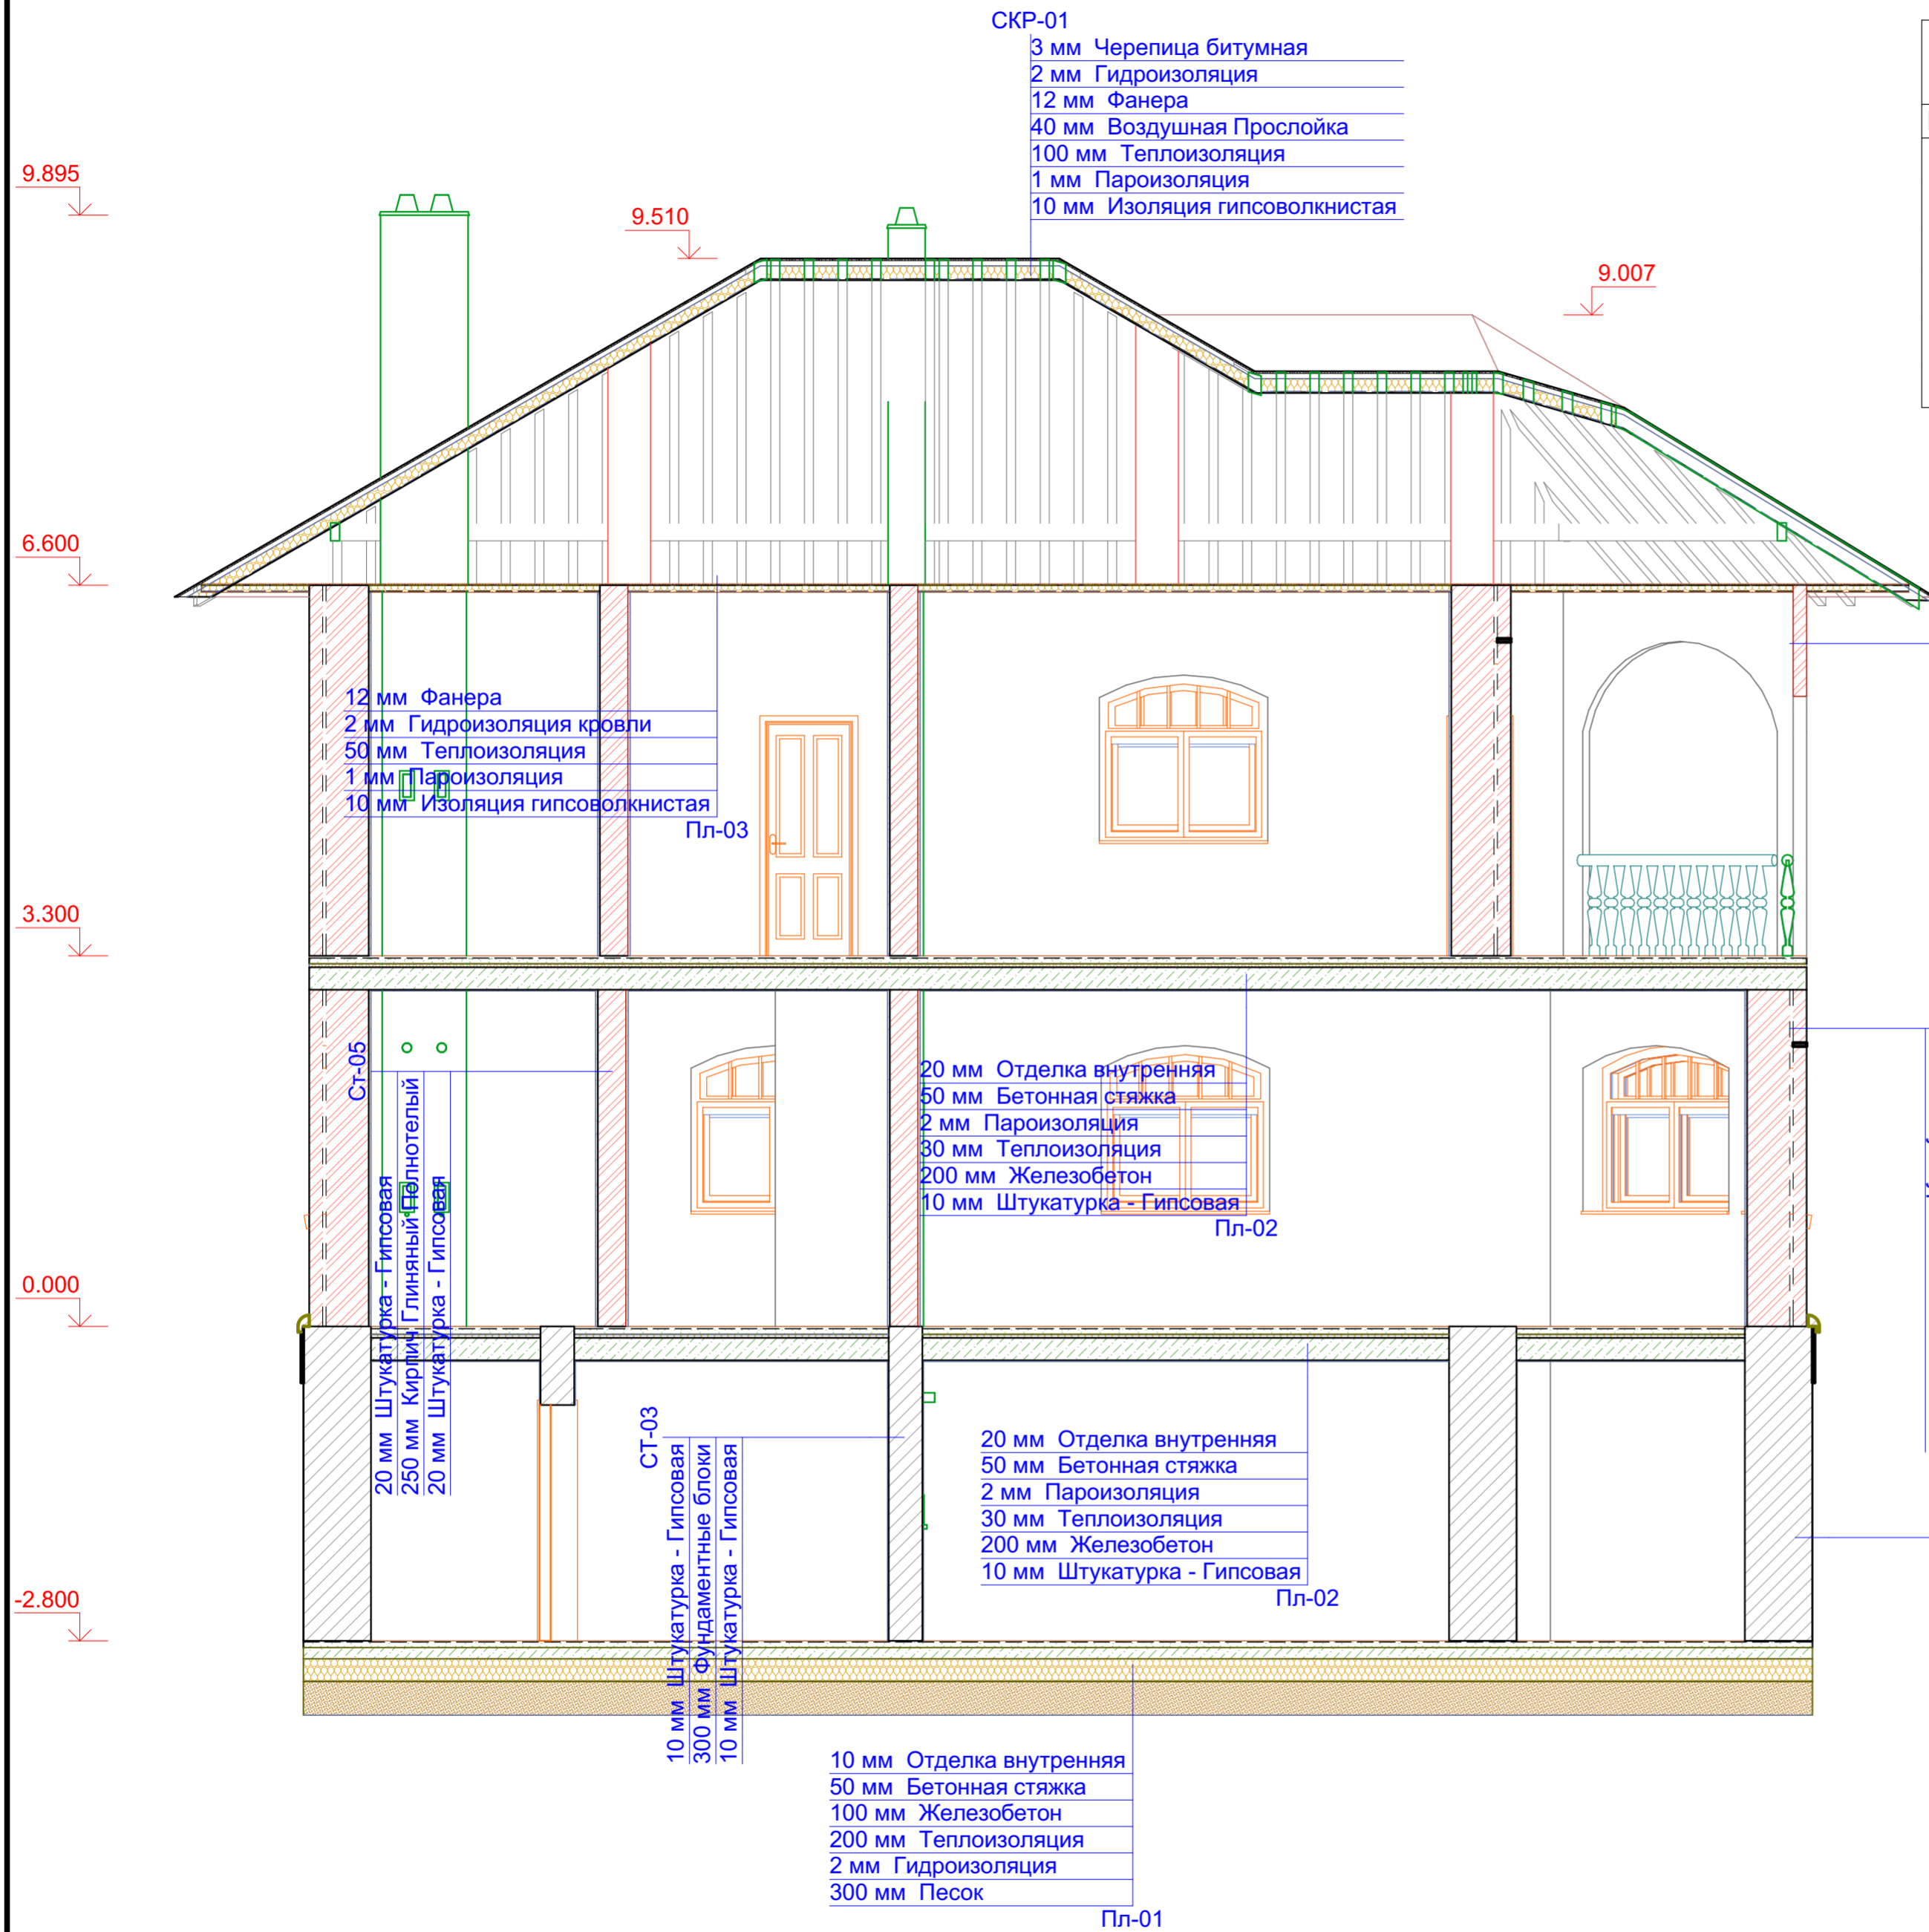 СКР-01
3 мм Черепица битумная
2 мм Гидроизоляция
12 мм Фанера
40 мм Воздушная Прослойка
100 мм Теплоизоляция
1 мм Пароизоляция
10 мм Изоляция гипсоволкнистая
9.895
9.510
9.007
6.600
12 мм Фанера
2 мм Гидроизоляция кровли
50 мм Теплоизоляция
1 мм Пароизоляция
10 мм Изоляция гипсоволкнистая
Пл-03
3.300
Ст-05
20 мм Штукатурка - Гипсовая
250 мм Кирпич Глиняный Полнотелый
20 мм Штукатурка - Гипсовая
20 мм Отделка внутренняя
50 мм Бетонная стяжка
2 мм Пароизоляция
30 мм Теплоизоляция
200 мм Железобетон
10 мм Штукатурка - Гипсовая
Пл-02
0.000
СТ-03
10 мм Штукатурка - Гипсовая
300 мм Фундаментные блоки
10 мм Штукатурка - Гипсовая
20 мм Отделка внутренняя
50 мм Бетонная стяжка
2 мм Пароизоляция
30 мм Теплоизоляция
200 мм Железобетон
10 мм Штукатурка - Гипсовая
Пл-02
-2.800
10 мм Отделка внутренняя
50 мм Бетонная стяжка
100 мм Железобетон
200 мм Теплоизоляция
2 мм Гидроизоляция
300 мм Песок
Пл-01